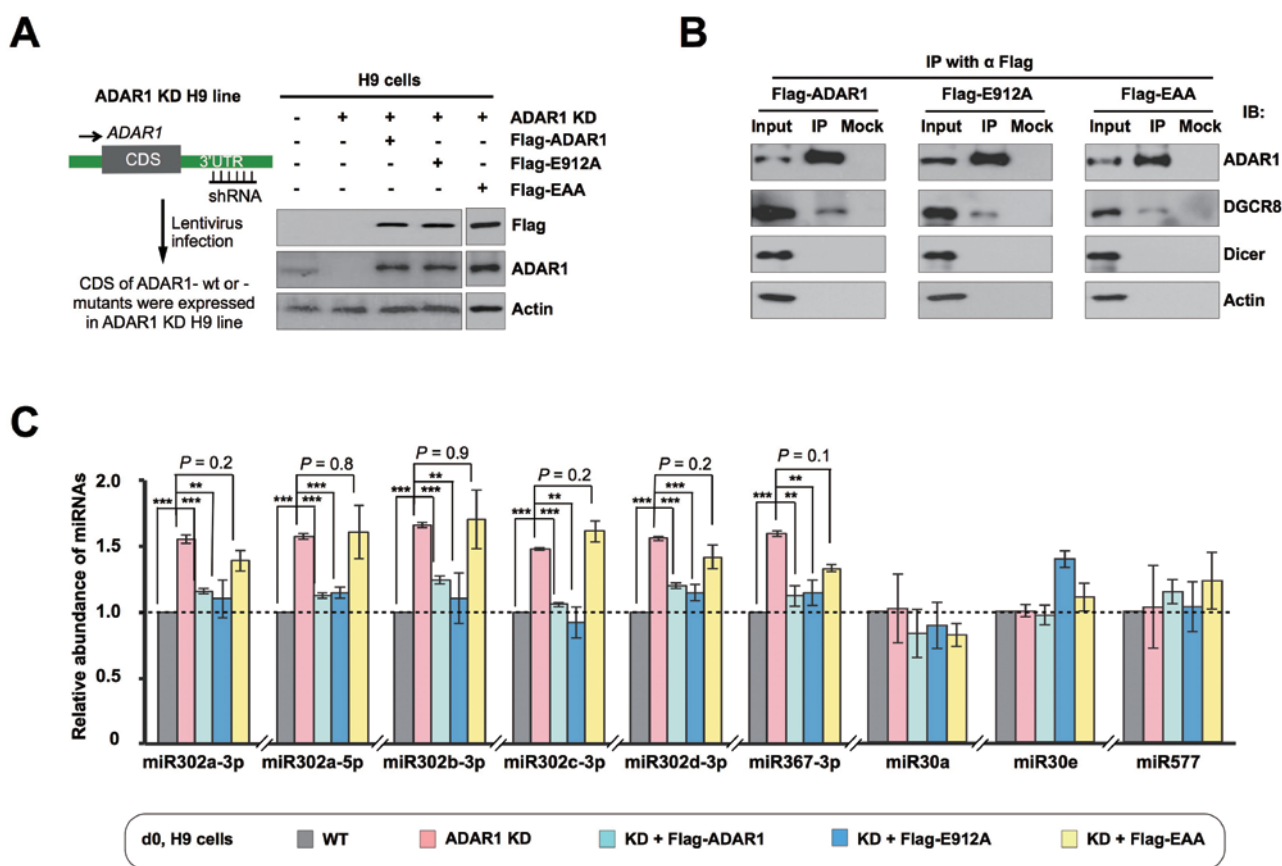 A
ADAR1 KD H9 line
ADAR1
CDS
3'UTR
shRNA
Lentivirus
infection
CDS of ADAR1- wt or -
mutants were expressed
in ADAR1 KD H9 line
H9 cells
- + + + + ADAR1 KD
- - + - - Flag-ADAR1
- - - + - Flag-E912A
- - - - + Flag-EAA
Flag
ADAR1
Actin
B
IP with α Flag
Flag-ADAR1 Flag-E912A Flag-EAA IB:
Input IP Mock Input IP Mock Input IP Mock
ADAR1
DGCR8
Dicer
Actin
C
Relative abundance of miRNAs
2.0
1.5
1.0
0.5
0
P = 0.2
**
*** ***
P = 0.8
***
*** ***
P = 0.9
**
*** ***
P = 0.2
**
*** ***
P = 0.2
***
*** ***
P = 0.1
**
*** **
miR302a-3p miR302a-5p miR302b-3p miR302c-3p miR302d-3p miR367-3p miR30a miR30e miR577
d0, H9 cells WT ADAR1 KD KD + Flag-ADAR1 KD + Flag-E912A KD + Flag-EAA